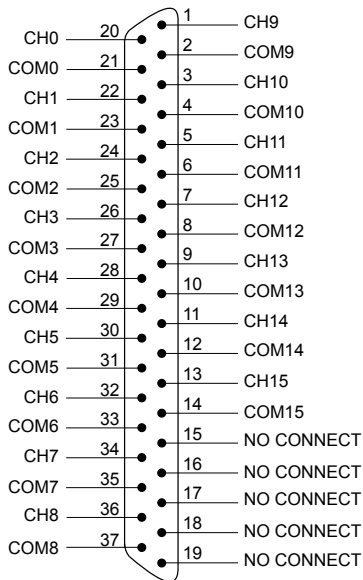 1 CH9
CH0 20
2 COM9
COM0 21
3 CH10
CH1 22
4 COM10
COM1 23
5 CH11
CH2 24
6 COM11
COM2 25
7 CH12
CH3 26
8 COM12
COM3 27
9 CH13
CH4 28
10 COM13
COM4 29
11 CH14
CH5 30
12 COM14
COM5 31
13 CH15
CH6 32
14 COM15
COM6 33
15 NO CONNECT
CH7 34
16 NO CONNECT
COM7 35
17 NO CONNECT
CH8 36
18 NO CONNECT
COM8 37
19 NO CONNECT